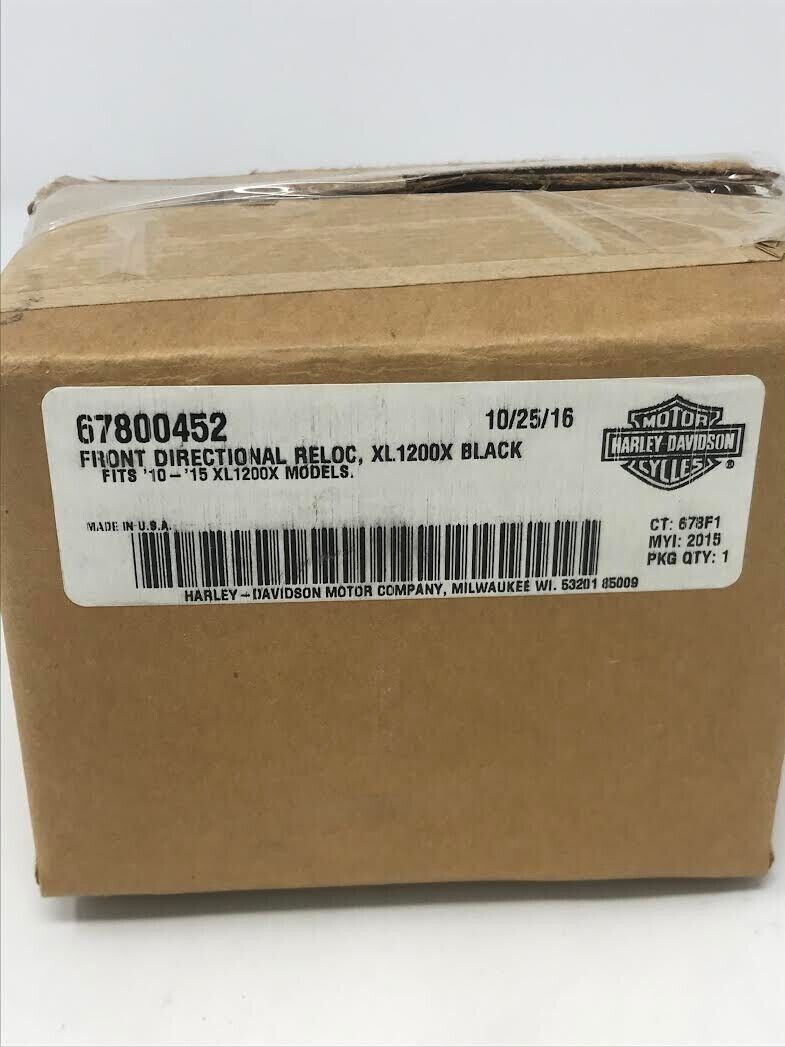 67800452 10/25/16
FRONT DIRECTIONAL RELOC, XL1200X BLACK
FITS '10-'15 XL1200X MODELS.
MOTOR
HARLEY-DAVIDSON
CYCLES ®
MADE IN U.S.A.
CT: 678F1
MYI: 2015
PKG QTY: 1
HARLEY-DAVIDSON MOTOR COMPANY, MILWAUKEE WI. 53201 85009